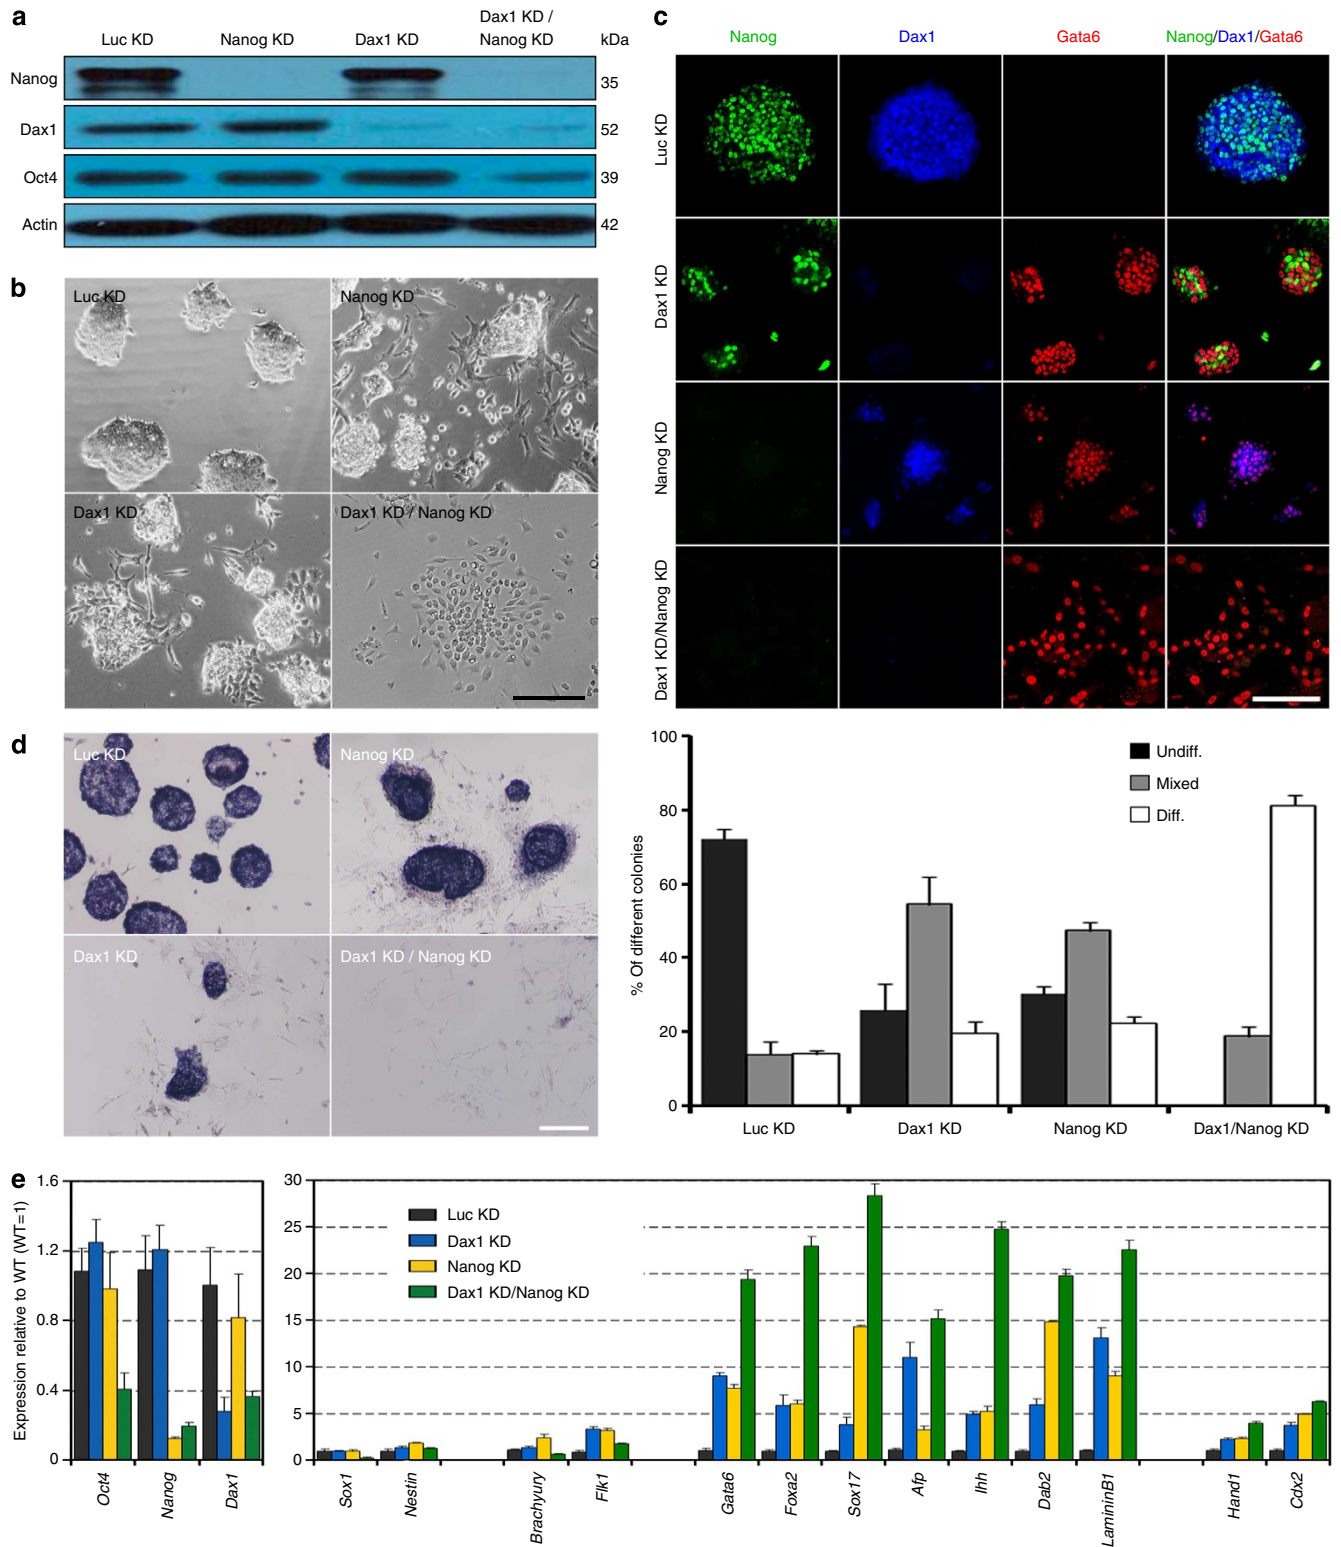 a
Dax1 KD /
Luc KD Nanog KD Dax1 KD Nanog KD kDa
Nanog 35
Dax1 52
Oct4 39
Actin 42
b
Luc KD Nanog KD
Dax1 KD Dax1 KD / Nanog KD
c
Nanog Dax1 Gata6 Nanog/Dax1/Gata6
Luc KD
Dax1 KD
Nanog KD
Dax1 KD/Nanog KD
d
Luc KD Nanog KD
Dax1 KD Dax1 KD / Nanog KD
% Of different colonies
100
80
60
40
20
0
Undiff.
Mixed
Diff.
Luc KD Dax1 KD Nanog KD Dax1/Nanog KD
e
Expression relative to WT (WT=1)
1.6
1.2
0.8
0.4
0
Oct4 Nanog Dax1
30
25
20
15
10
5
0
Luc KD
Dax1 KD
Nanog KD
Dax1 KD/Nanog KD
Sox1 Nestin Brachyury Flk1 Gata6 Foxa2 Sox17 Afp Ihh Dab2 LamininB1 Hand1 Cdx2